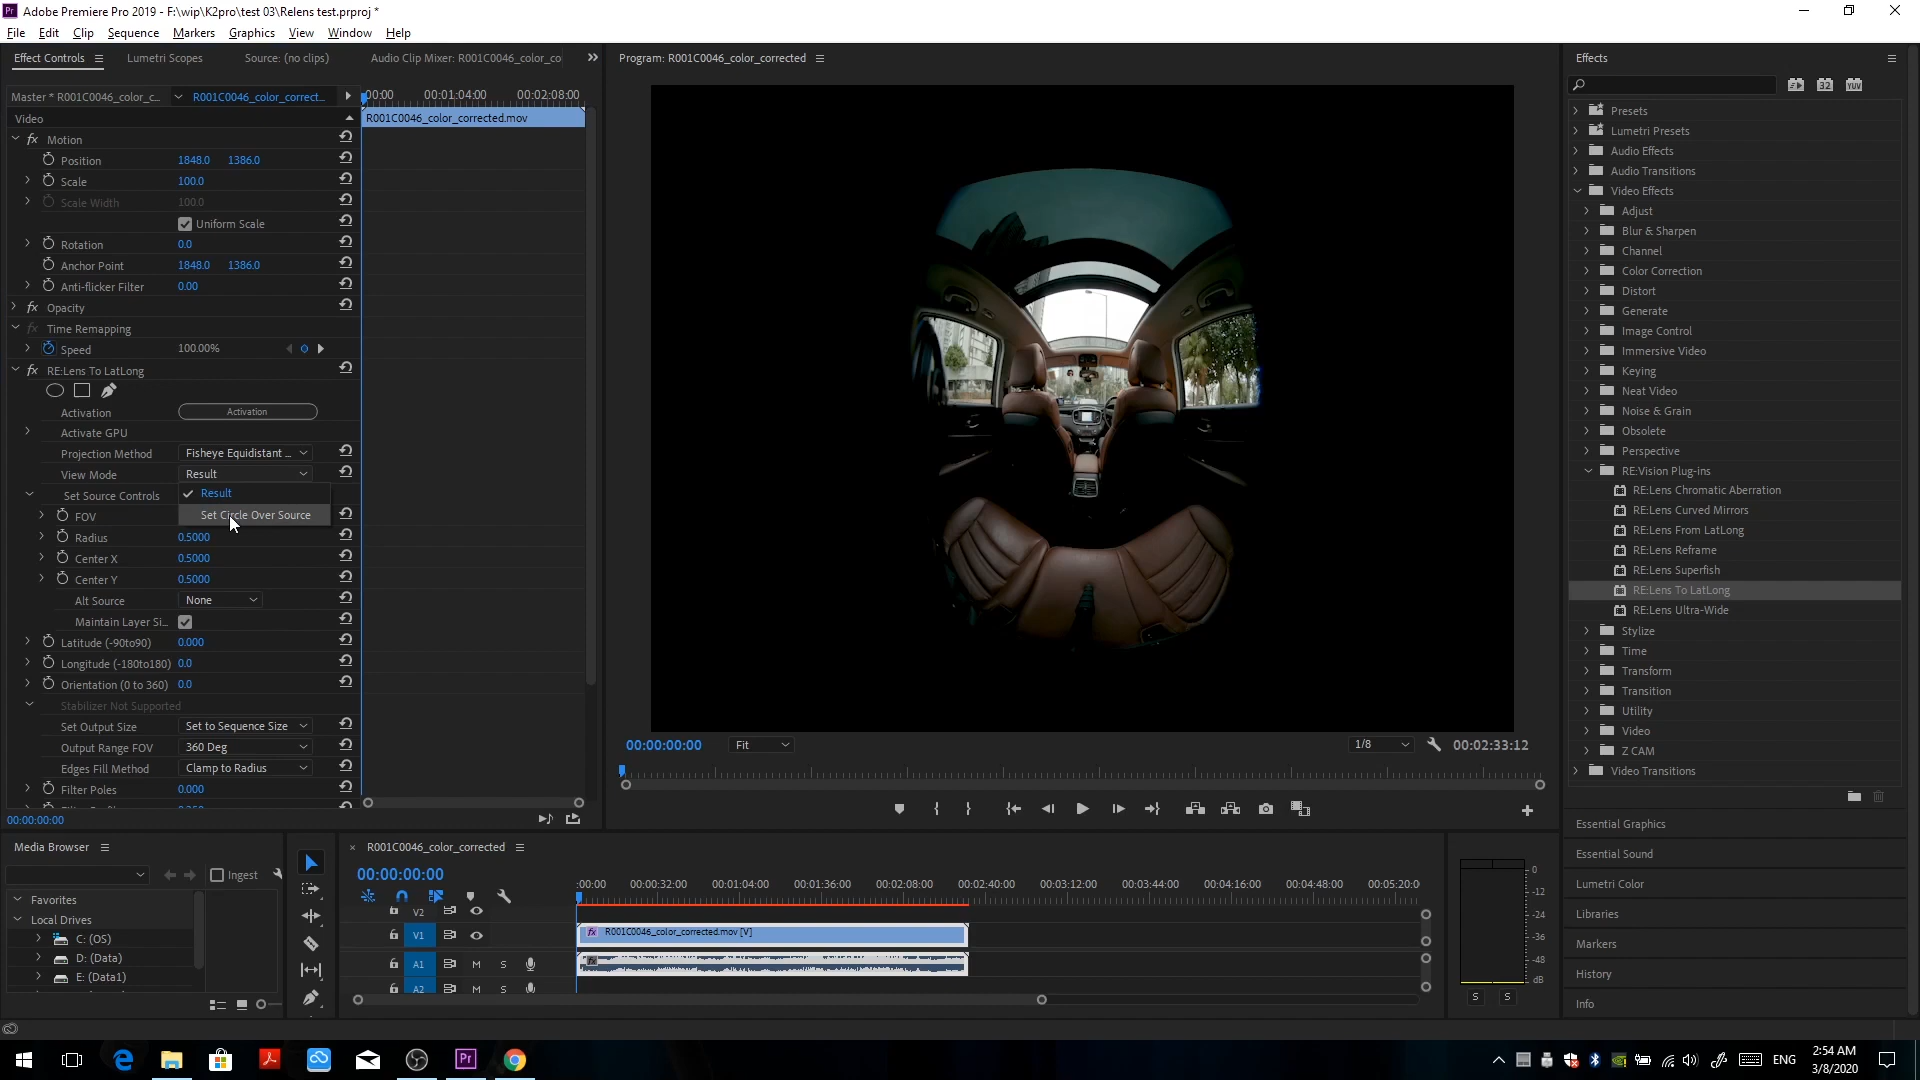 Adobe Premiere Pro 2019 - F:\wip\K2pro\test 03\Relens test.prproj *
File Edit Clip Sequence Markers Graphics View Window Help
Effect Controls Lumetri Scopes Source: (no clips) Audio Clip Mixer: R001C0046_color_co
Master * R001C0046_color_c... R001C0046_color_correct...
:00:00 00:01:04:00 00:02:08:00
Video
R001C0046_color_corrected.mov
fx Motion
Position 1848.0 1386.0
Scale 100.0
Scale Width 100.0
Uniform Scale
Rotation 0.0
Anchor Point 1848.0 1386.0
Anti-flicker Filter 0.00
fx Opacity
fx Time Remapping
Speed 100.00%
fx RE:Lens To LatLong
Activation Activation
Activate GPU
Projection Method Fisheye Equidistant ...
View Mode Result
Result
Set Source Controls
Set Circle Over Source
FOV
Radius 0.5000
Center X 0.5000
Center Y 0.5000
Alt Source None
Maintain Layer Si...
Latitude (-90to90) 0.000
Longitude (-180to180) 0.0
Orientation (0 to 360) 0.0
Stabilizer Not Supported
Set Output Size Set to Sequence Size
Output Range FOV 360 Deg
Edges Fill Method Clamp to Radius
Filter Poles 0.000
00:00:00:00
Program: R001C0046_color_corrected
00:00:00:00 Fit 1/8 00:02:33:12
Effects
32 YUV
Presets
Lumetri Presets
Audio Effects
Audio Transitions
Video Effects
Adjust
Blur & Sharpen
Channel
Color Correction
Distort
Generate
Image Control
Immersive Video
Keying
Neat Video
Noise & Grain
Obsolete
Perspective
RE:Vision Plug-ins
RE:Lens Chromatic Aberration
RE:Lens Curved Mirrors
RE:Lens From LatLong
RE:Lens Reframe
RE:Lens Superfish
RE:Lens To LatLong
RE:Lens Ultra-Wide
Stylize
Time
Transform
Transition
Utility
Video
Z CAM
Video Transitions
Essential Graphics
Essential Sound
Lumetri Color
Libraries
Markers
History
Info
Media Browser
Ingest
Favorites
Local Drives
C: (OS)
D: (Data)
E: (Data1)
× R001C0046_color_corrected
00:00:00:00
:00:00 00:00:32:00 00:01:04:00 00:01:36:00 00:02:08:00 00:02:40:00 00:03:12:00 00:03:44:00 00:04:16:00 00:04:48:00 00:05:20:0
V2
V1
fx R001C0046_color_corrected.mov [V]
A1 M S
fx
A2 M S
0
-12
-24
-36
-48
dB
S S
Pr
ENG
2:54 AM
3/8/2020